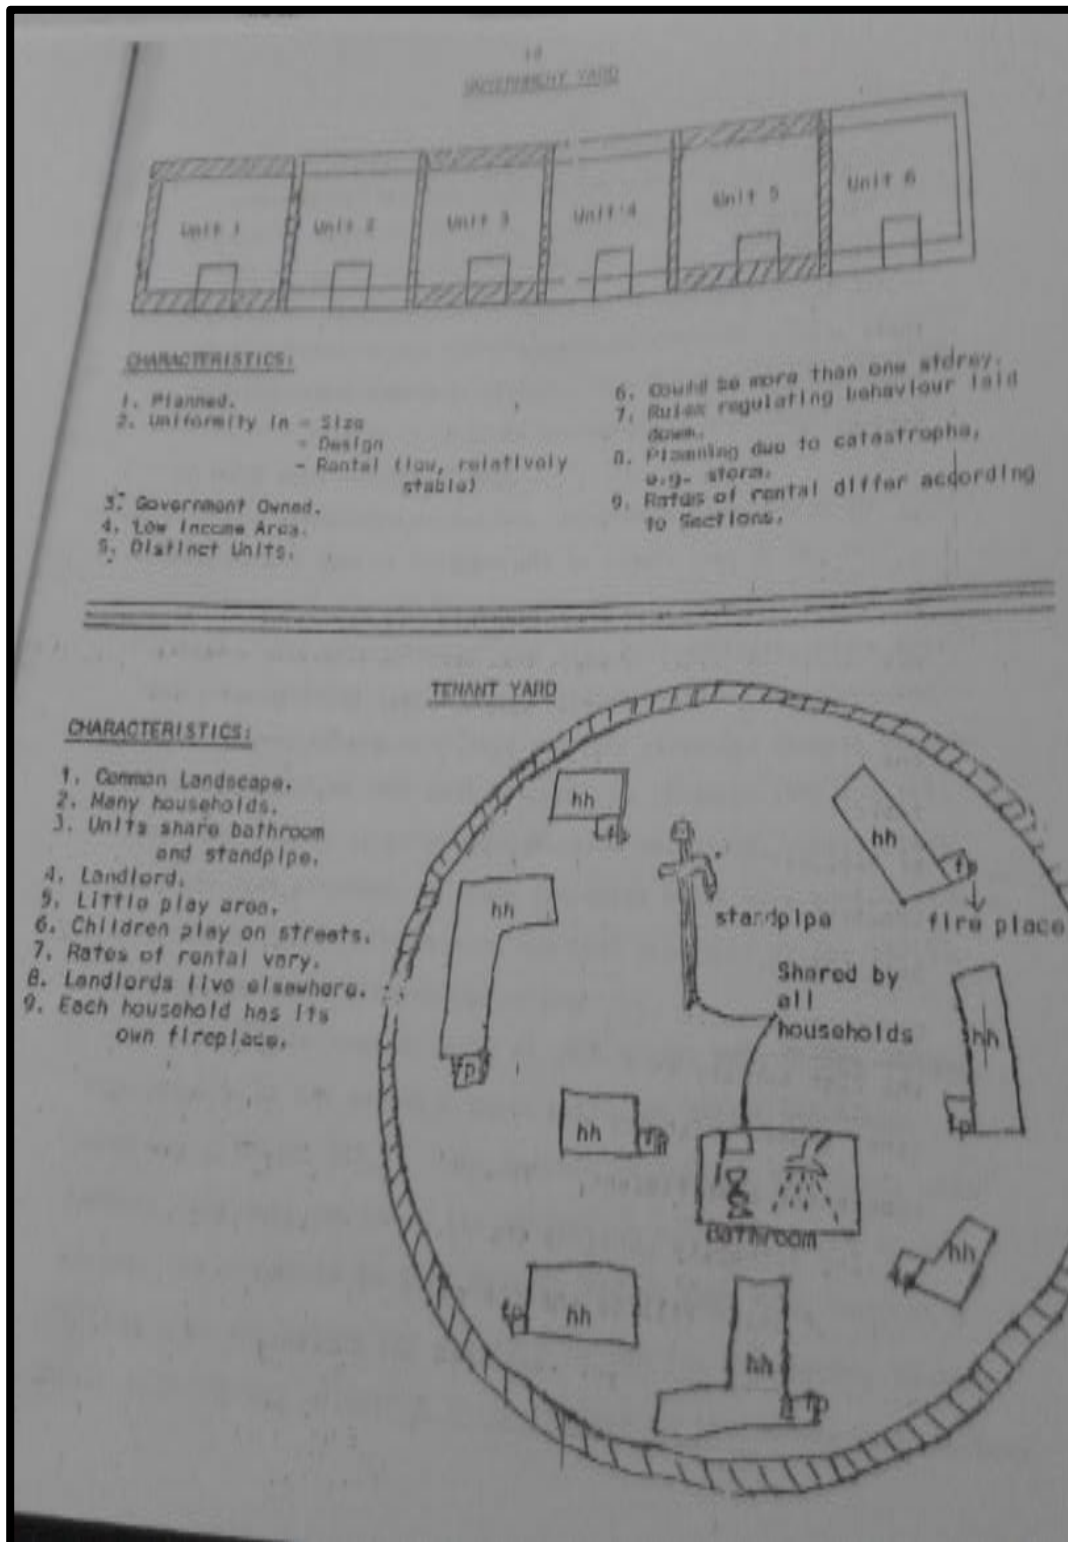 GOVERNMENT YARD
Unit 1
Unit 2
Unit 3
Unit 4
Unit 5
Unit 6
CHARACTERISTICS:
1. Planned.
2. Uniformity in - Size
- Design
- Rental (low, relatively
stable)
3. Government Owned.
4. Low Income Area.
5. Distinct Units.
6. Could be more than one storey.
7. Rules regulating behaviour laid
down.
8. Planning due to catastrophe,
e.g. storm.
9. Rates of rental differ according
to Sections.
TENANT YARD
CHARACTERISTICS:
1. Common Landscape.
2. Many households.
3. Units share bathroom
and standpipe.
4. Landlord.
5. Little play area.
6. Children play on streets.
7. Rates of rental vary.
8. Landlords live elsewhere.
9. Each household has its
own fireplace.
hh
fp
hh
f
fire place
standpipe
hh
fp
Shared by
all
households
hh
fp
hh
Bathroom
hh
fp
hh
fp
hh
fp